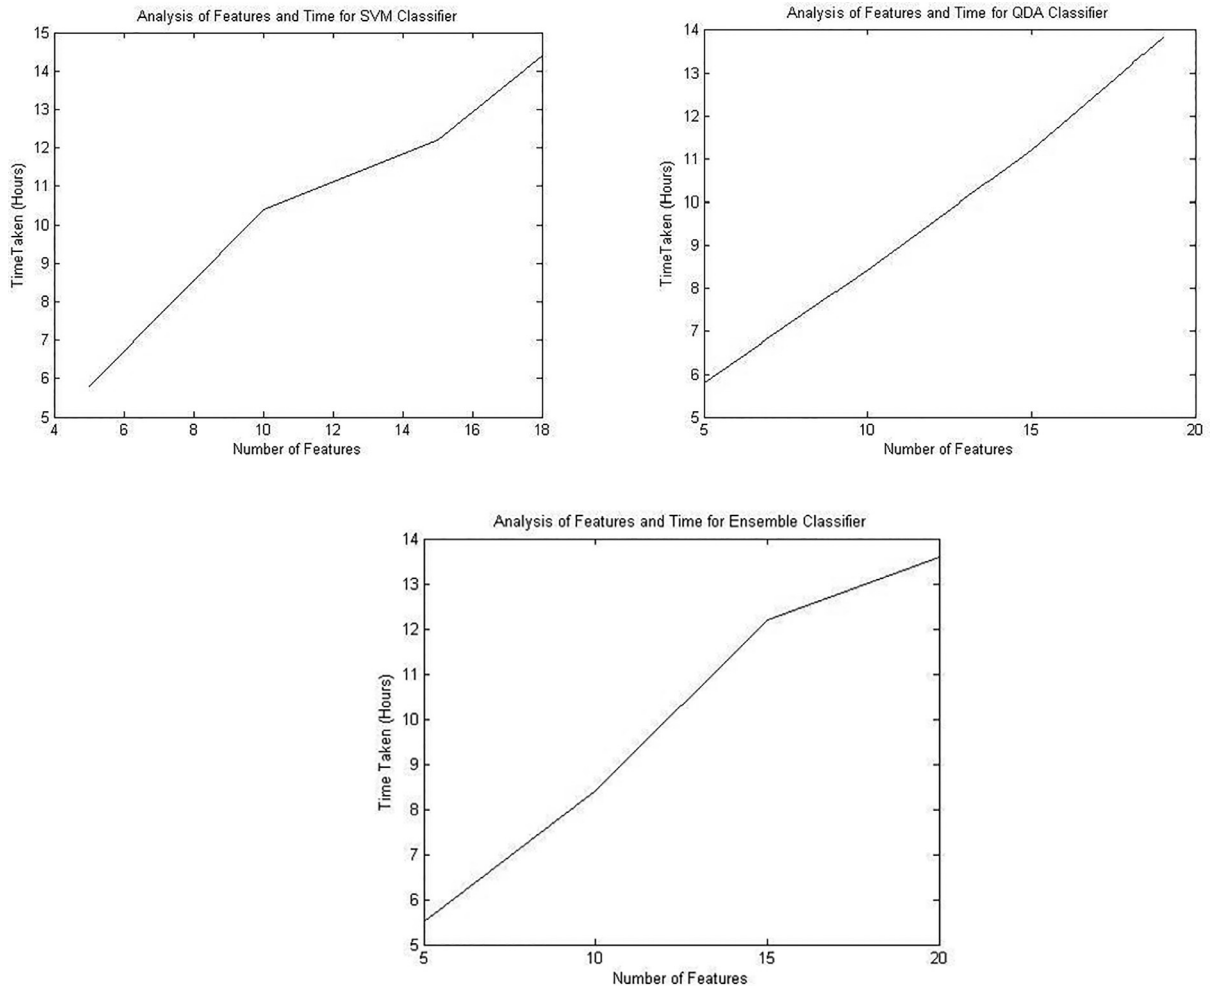 Analysis of Features and Time for SVM Classifier
15
14
13
12
11
10
9
8
7
6
5
TimeTaken (Hours)
4 6 8 10 12 14 16 18
Number of Features
Analysis of Features and Time for QDA Classifier
14
13
12
11
10
9
8
7
6
5
TimeTaken (Hours)
5 10 15 20
Number of Features
Analysis of Features and Time for Ensemble Classifier
14
13
12
11
10
9
8
7
6
5
Time Taken (Hours)
5 10 15 20
Number of Features